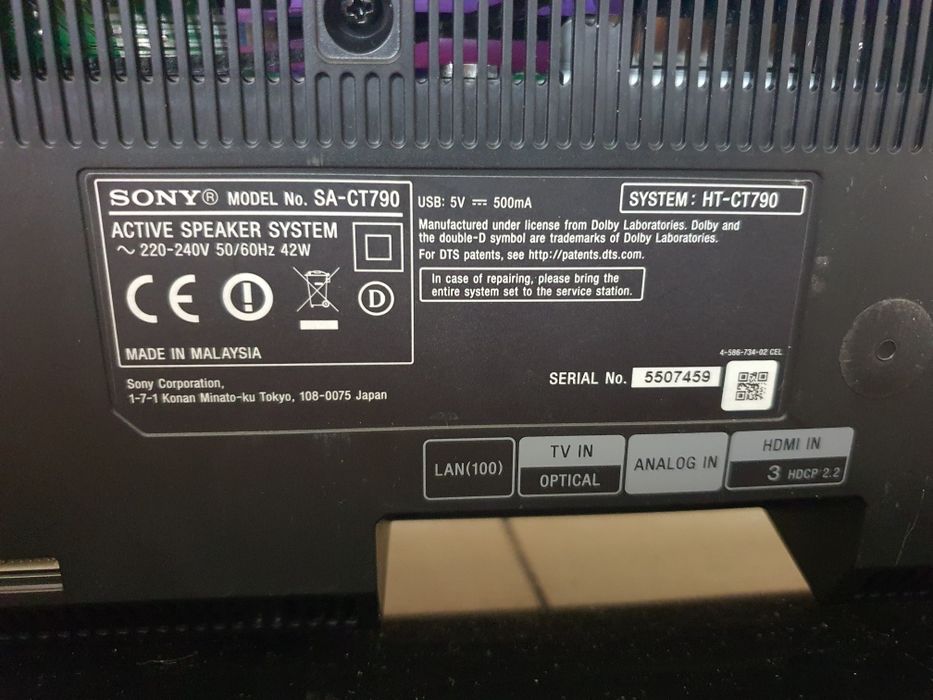 SONY® MODEL No. SA-CT790
ACTIVE SPEAKER SYSTEM
~ 220-240V 50/60Hz 42W
CE
D
MADE IN MALAYSIA
Sony Corporation,
1-7-1 Konan Minato-ku Tokyo, 108-0075 Japan
USB: 5V ⎓ 500mA
SYSTEM : HT-CT790
Manufactured under license from Dolby Laboratories. Dolby and
the double-D symbol are trademarks of Dolby Laboratories.
For DTS patents, see http://patents.dts.com.
In case of repairing, please bring the
entire system set to the service station.
4-586-734-02 CEL
SERIAL No. 5507459
LAN(100)
TV IN
OPTICAL
ANALOG IN
HDMI IN
3 HDCP 2.2